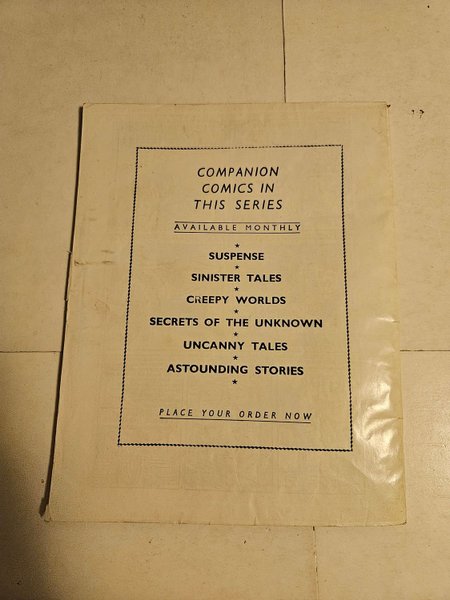 COMPANION
COMICS IN
THIS SERIES
AVAILABLE MONTHLY
★
SUSPENSE
★
SINISTER TALES
★
CREEPY WORLDS
★
SECRETS OF THE UNKNOWN
★
UNCANNY TALES
★
ASTOUNDING STORIES
★
PLACE YOUR ORDER NOW